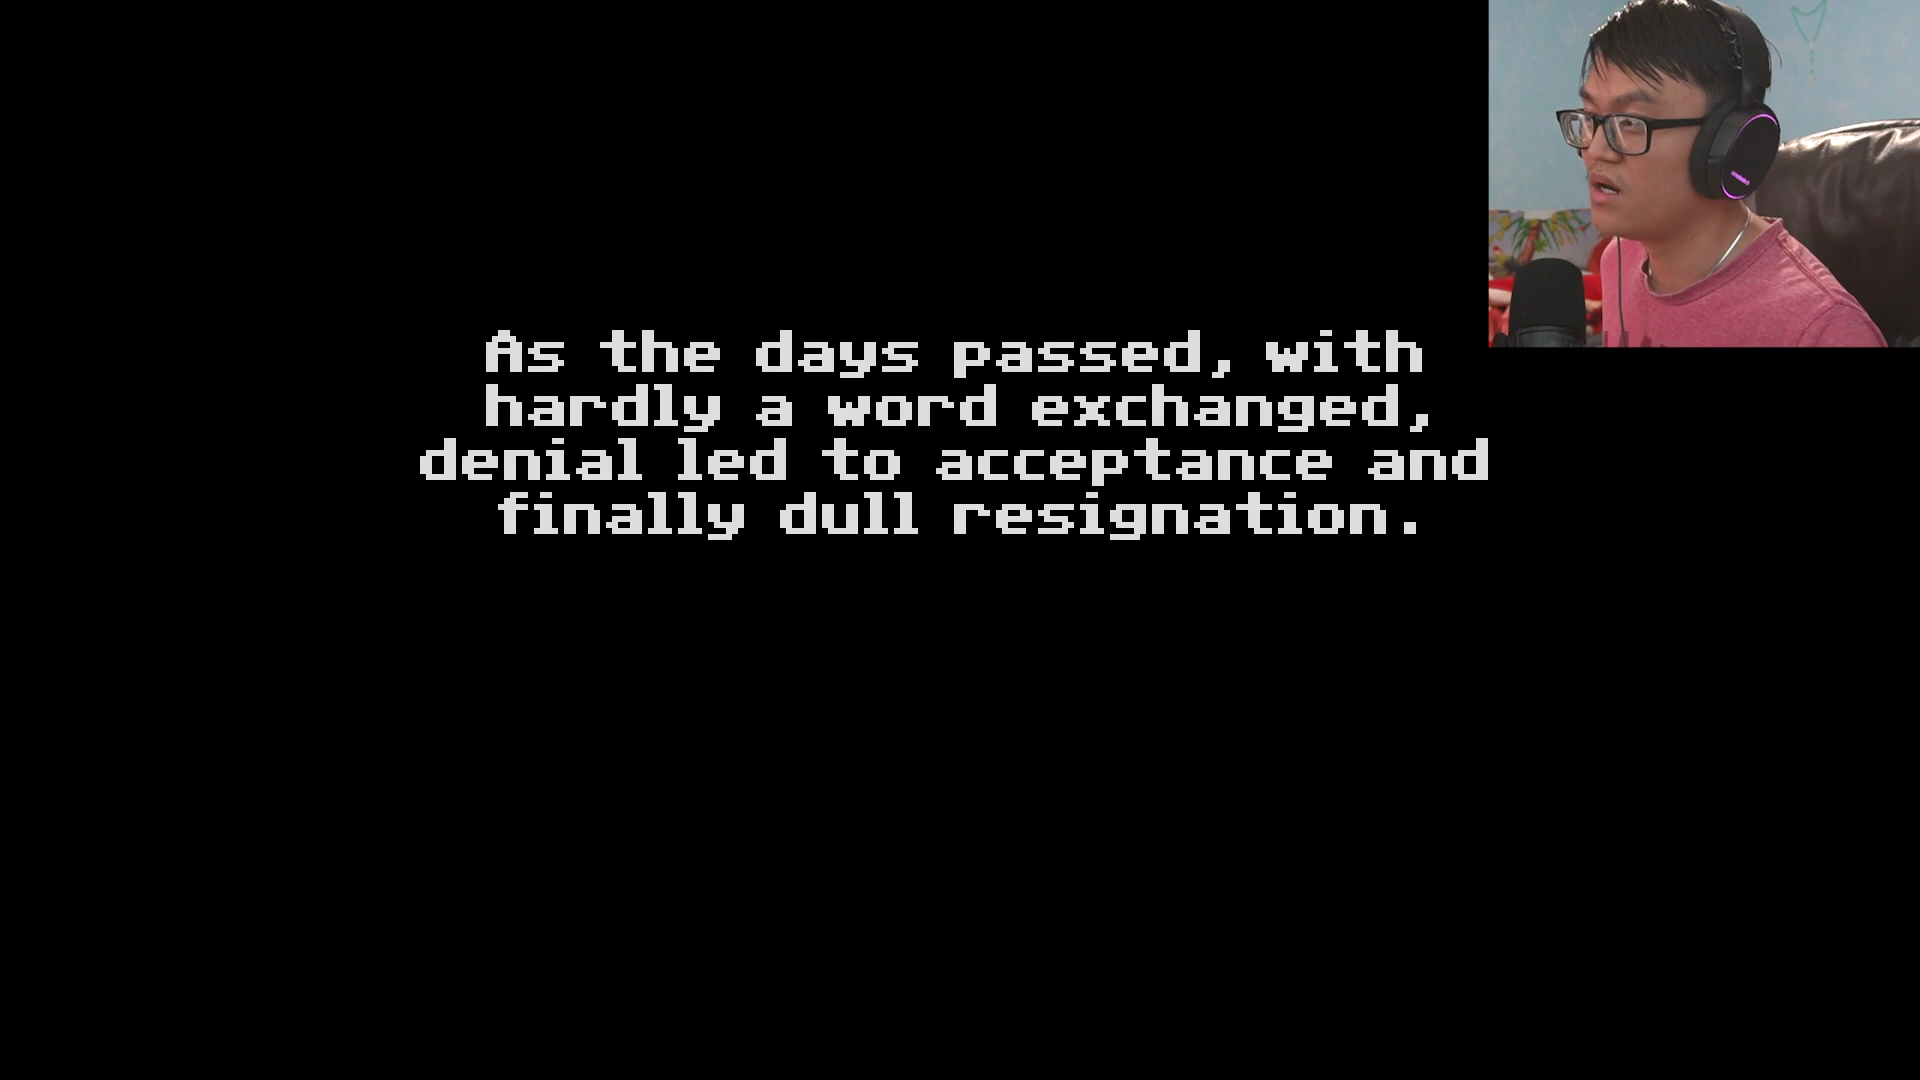 As the days passed, with
hardly a word exchanged,
denial led to acceptance and
finally dull resignation.